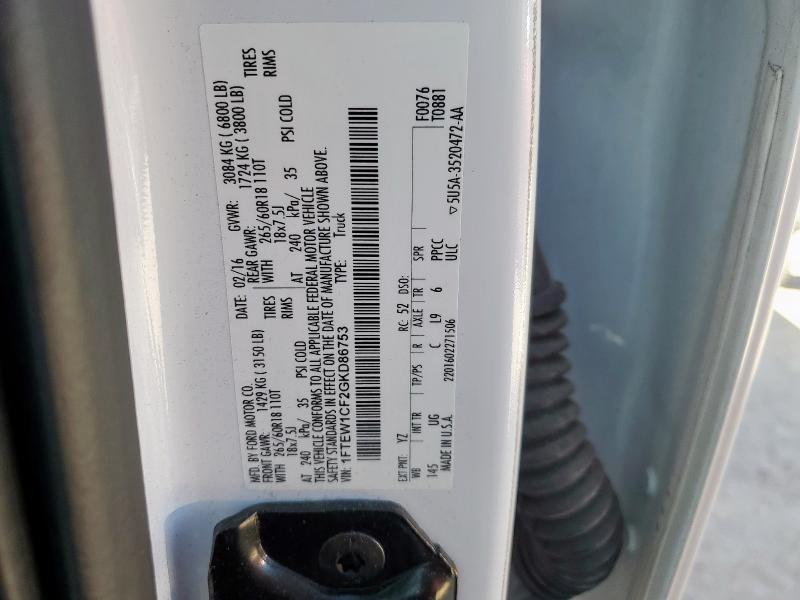 MFD. BY FORD MOTOR CO. DATE: 02/16 GVWR: 3084 KG ( 6800 LB)
FRONT GAWR: 1429 KG ( 3150 LB) REAR GAWR: 1724 KG ( 3800 LB)
WITH 265/60R18 110T TIRES WITH 265/60R18 110T TIRES
18x7.5J RIMS 18x7.5J RIMS
AT 240 kPa/ 35 PSI COLD AT 240 kPa/ 35 PSI COLD
THIS VEHICLE CONFORMS TO ALL APPLICABLE FEDERAL MOTOR VEHICLE
SAFETY STANDARDS IN EFFECT ON THE DATE OF MANUFACTURE SHOWN ABOVE.
VIN: 1FTEW1CF2GKD86753 TYPE: Truck
EXT PNT: YZ RC: 52 DSO: F0076
T0881
WB INT TR TP/PS R AXLE TR SPR
145 UG C L9 6 PPCC
ULC
MADE IN U.S.A. 2201602271506 5U5A-3520472-AA